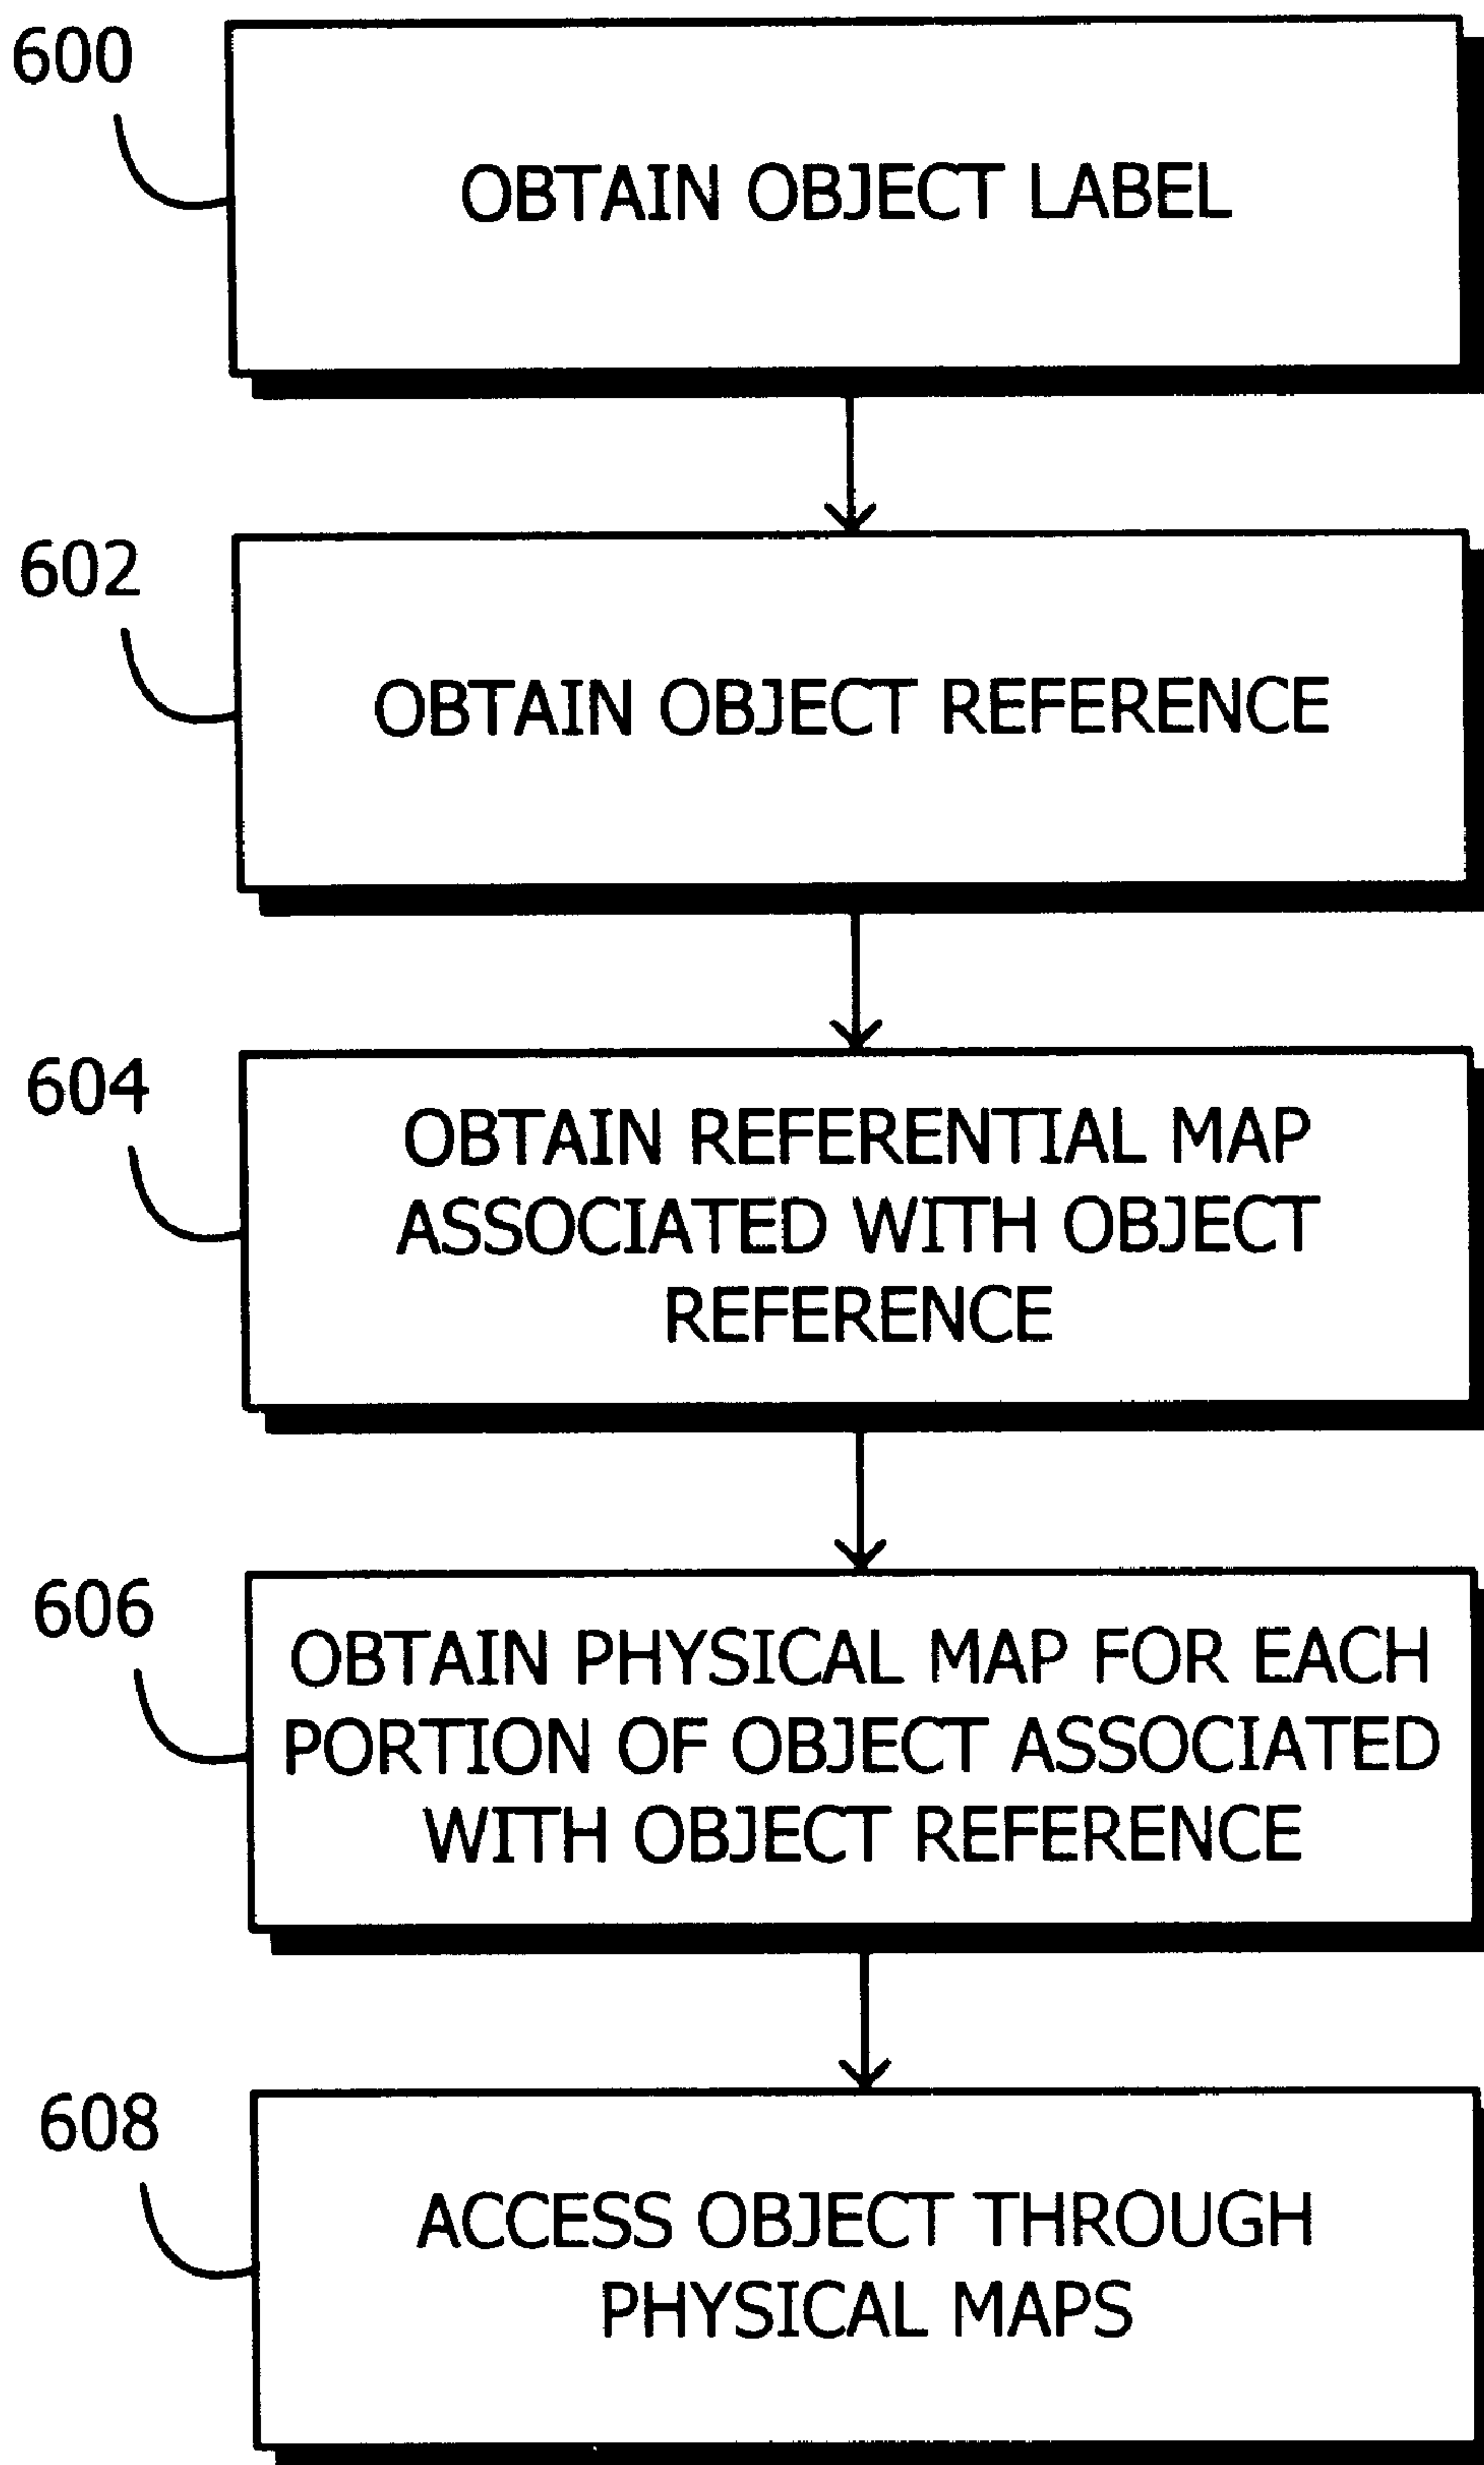 600
OBTAIN OBJECT LABEL
602
OBTAIN OBJECT REFERENCE
604
OBTAIN REFERENTIAL MAP
ASSOCIATED WITH OBJECT
REFERENCE
606
OBTAIN PHYSICAL MAP FOR EACH
PORTION OF OBJECT ASSOCIATED
WITH OBJECT REFERENCE
608
ACCESS OBJECT THROUGH
PHYSICAL MAPS